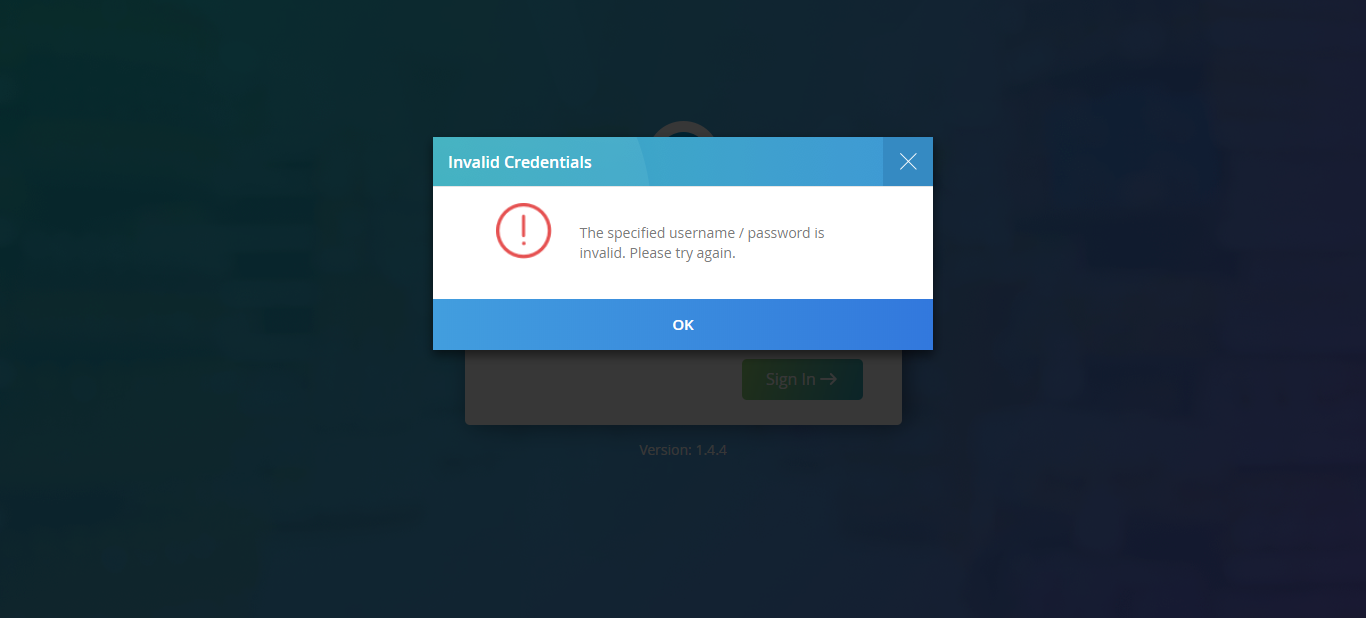 Invalid Credentials
The specified username / password is
invalid. Please try again.
OK
Sign In
Version: 1.4.4